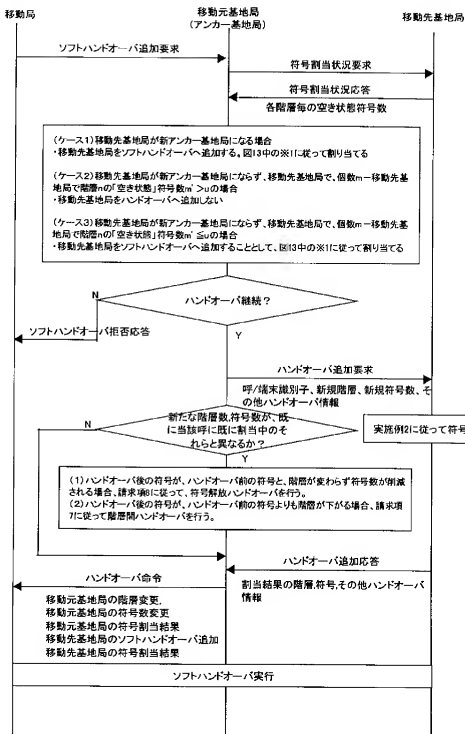 移動局
移動元基地局
(アンカー基地局)
移動先基地局
ソフトハンドオーバ追加要求
符号割当状況要求
符号割当状況応答
各階層毎の空き状態符号数
(ケース1)移動先基地局が新アンカー基地局になる場合
・移動先基地局をソフトハンドオーバへ追加する。図13中の※1に従って割り当てる
(ケース2)移動先基地局が新アンカー基地局にならず、移動先基地局で、個数m−移動先基地
局で階層nの「空き状態」符号数m'>uの場合
・移動先基地局をハンドオーバへ追加しない
(ケース3)移動先基地局が新アンカー基地局にならず、移動先基地局で、個数m−移動先基
地局で階層nの「空き状態」符号数m'≦uの場合
・移動先基地局をソフトハンドオーバへ追加することとして、図13中の※1に従って割り当てる
ハンドオーバ継続?
N
ソフトハンドオーバ拒否応答
Y
ハンドオーバ追加要求
呼/端末識別子、新規階層、新規符号数、そ
の他ハンドオーバ情報
新たな階層数,符号数が、既
に当該呼に既に割当中のそ
れらと異なるか?
N
実施例2に従って符号
Y
(1)ハンドオーバ後の符号が、ハンドオーバ前の符号と、階層が変わらず符号数が削減
される場合、請求項8に従って、符号解放ハンドオーバを行う。
(2)ハンドオーバ後の符号が、ハンドオーバ前の符号よりも階層が下がる場合、請求項
7に従って階層間ハンドオーバを行う。
ハンドオーバ追加応答
割当結果の階層,符号,その他ハンドオーバ
情報
ハンドオーバ命令
移動元基地局の階層変更,
移動元基地局の符号数変更
移動元基地局の符号割当結果
移動先基地局のソフトハンドオーバ追加
移動先基地局の符号割当結果
ソフトハンドオーバ実行